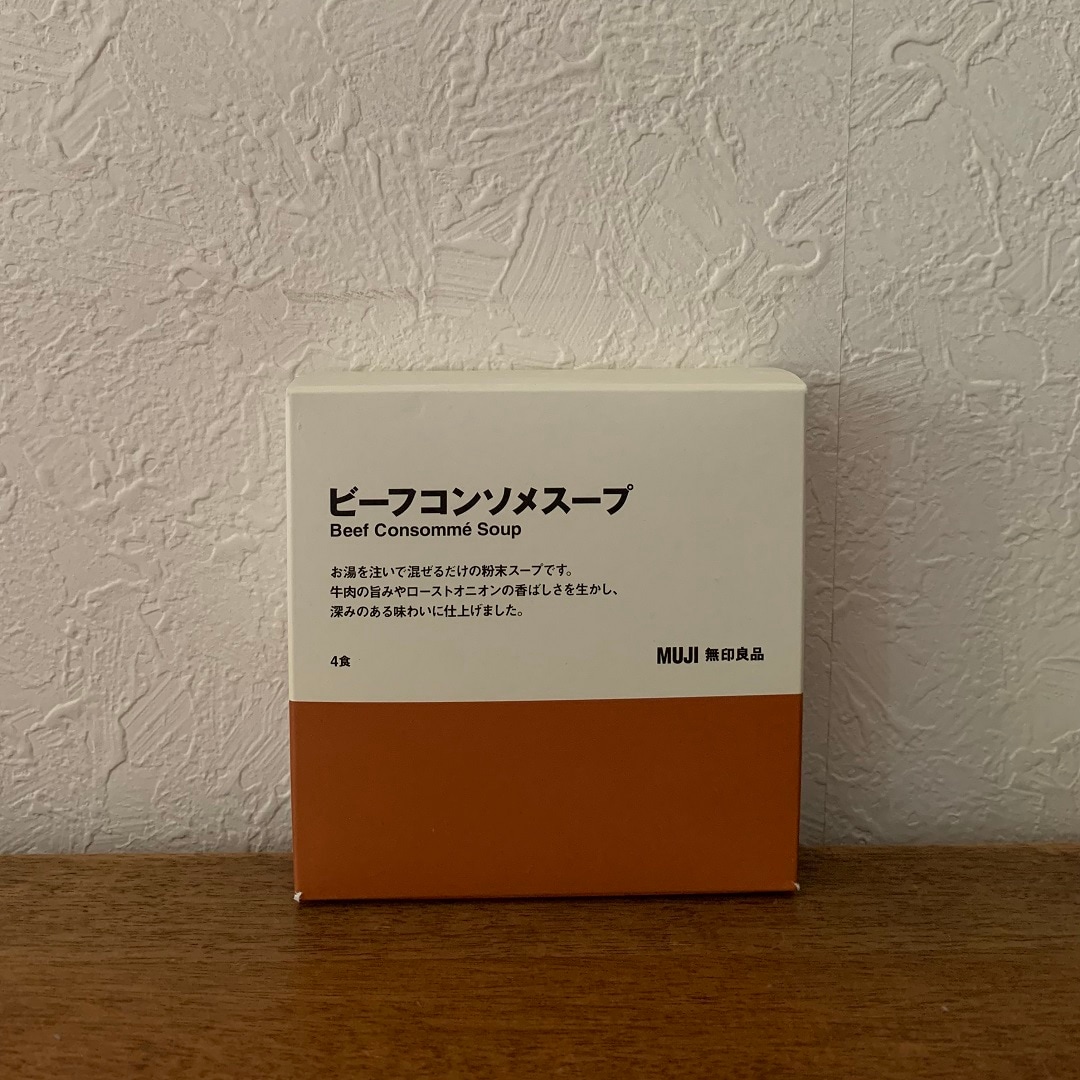 ビーフコンソメスープ
Beef Consommé Soup
お湯を注いで混ぜるだけの粉末スープです。
牛肉の旨みやローストオニオンの香ばしさを生かし、
深みのある味わいに仕上げました。
4食
MUJI 無印良品